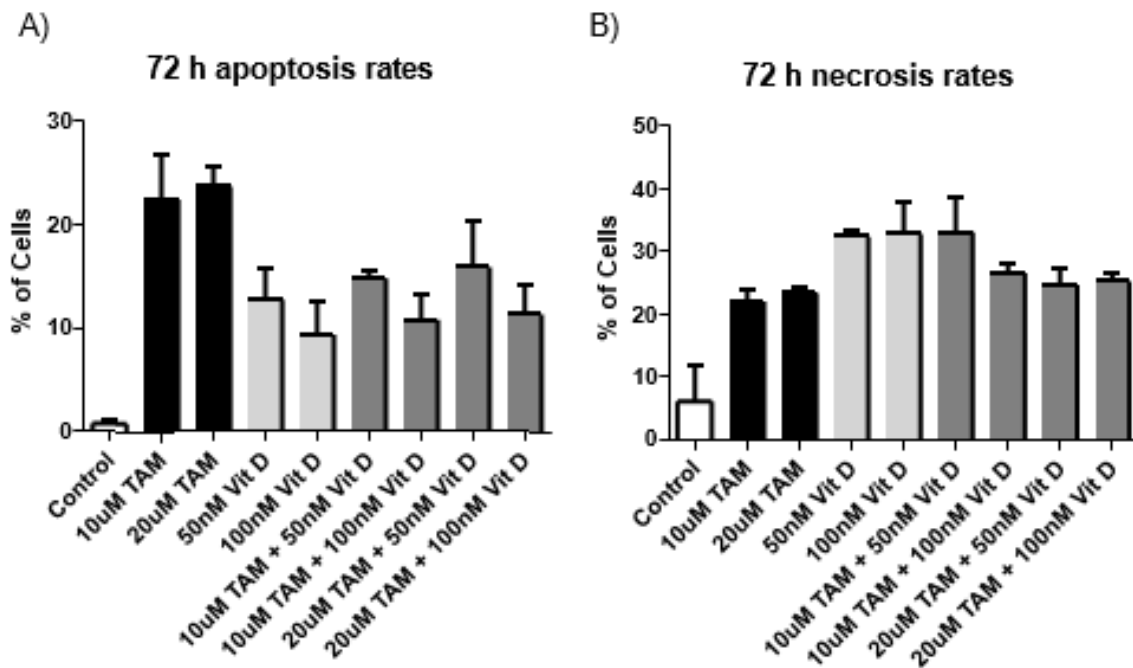 A)
72 h apoptosis rates
30
20
10
0
% of Cells
Control
10uM TAM
20uM TAM
50nM Vit D
100nM Vit D
10uM TAM + 50nM Vit D
10uM TAM + 100nM Vit D
20uM TAM + 50nM Vit D
20uM TAM + 100nM Vit D
B)
72 h necrosis rates
50
40
30
20
10
0
% of Cells
Control
10uM TAM
20uM TAM
50nM Vit D
100nM Vit D
10uM TAM + 50nM Vit D
10uM TAM + 100nM Vit D
20uM TAM + 50nM Vit D
20uM TAM + 100nM Vit D